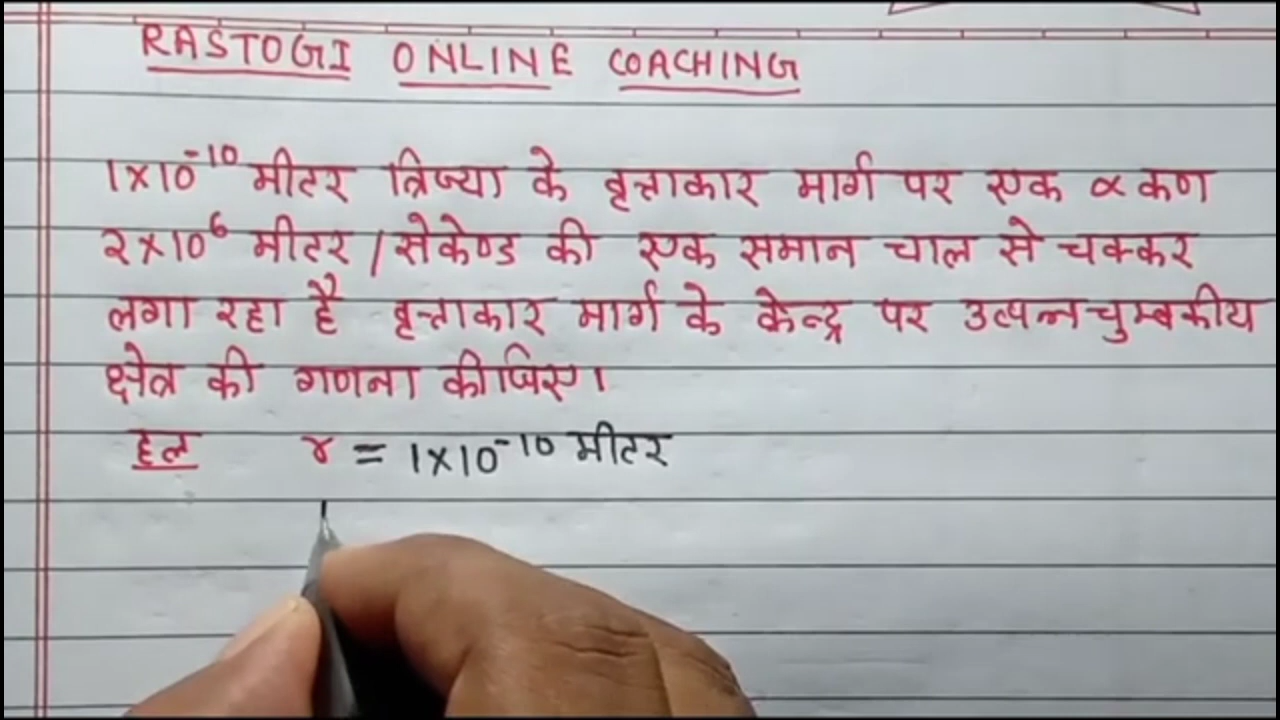 RASTOGI ONLINE COACHING
1×10⁻¹⁰ मीटर त्रिज्या के वृत्ताकार मार्ग पर एक α कण
2×10⁶ मीटर/सेकेण्ड की एक समान चाल से चक्कर
लगा रहा है वृत्ताकार मार्ग के केन्द्र पर उत्पन्न चुम्बकीय
क्षेत्र की गणना कीजिए।
हल r = 1×10⁻¹⁰ मीटर